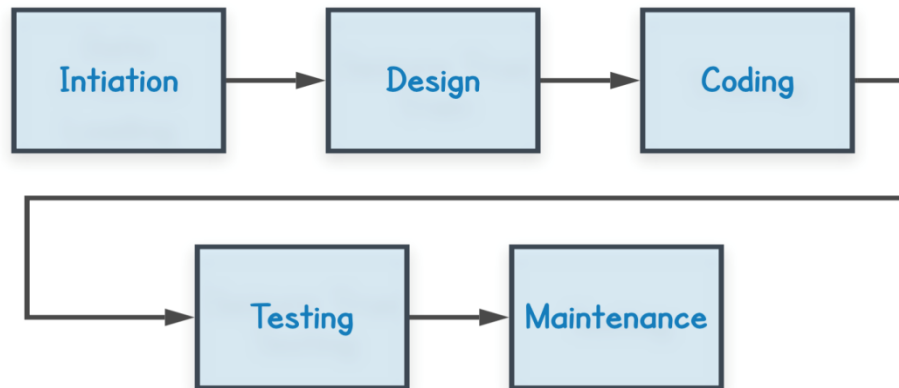 Intiation
Design
Coding
Testing
Maintenance